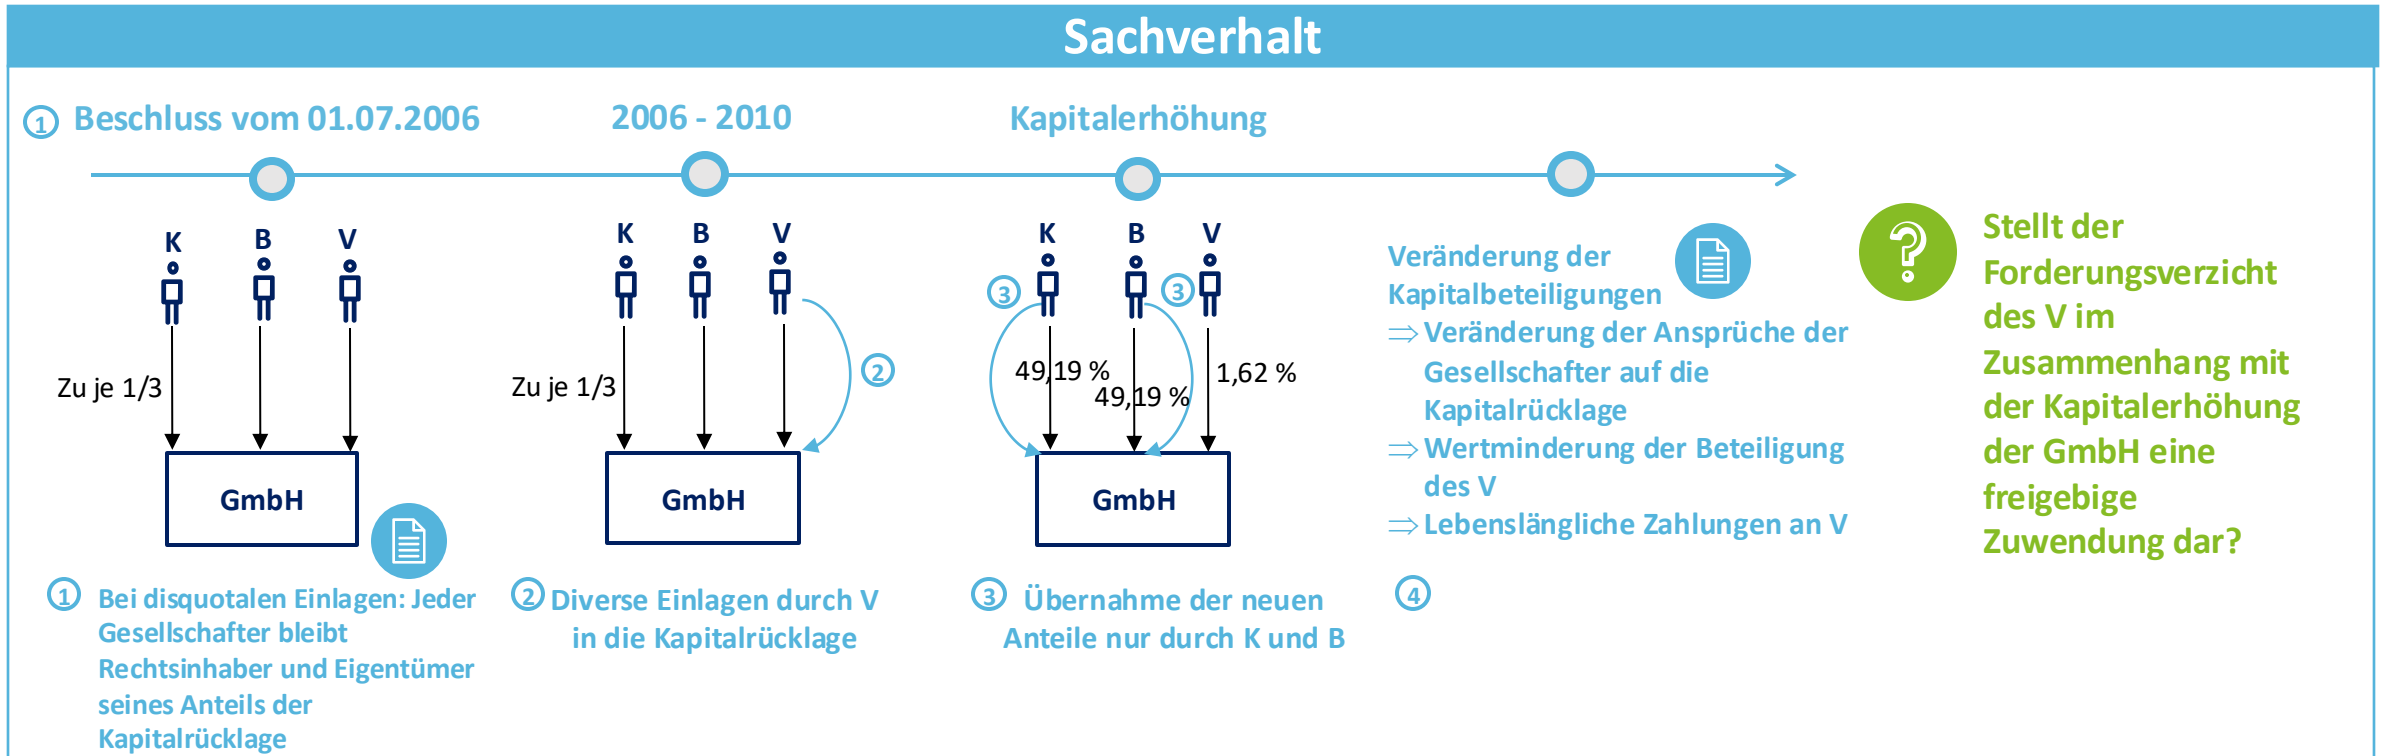 Sachverhalt
1 Beschluss vom 01.07.2006
2006 - 2010
Kapitalerhöhung
K B V
Zu je 1/3
GmbH
K B V
Zu je 1/3
2
GmbH
K B V
3 3
49,19 %
49,19 %
1,62 %
GmbH
Veränderung der
Kapitalbeteiligungen
⇒ Veränderung der Ansprüche der
Gesellschafter auf die
Kapitalrücklage
⇒ Wertminderung der Beteiligung
des V
⇒ Lebenslängliche Zahlungen an V
?
Stellt der
Forderungsverzicht
des V im
Zusammenhang mit
der Kapitalerhöhung
der GmbH eine
freigebige
Zuwendung dar?
1 Bei disquotalen Einlagen: Jeder
Gesellschafter bleibt
Rechtsinhaber und Eigentümer
seines Anteils der
Kapitalrücklage
2 Diverse Einlagen durch V
in die Kapitalrücklage
3 Übernahme der neuen
Anteile nur durch K und B
4